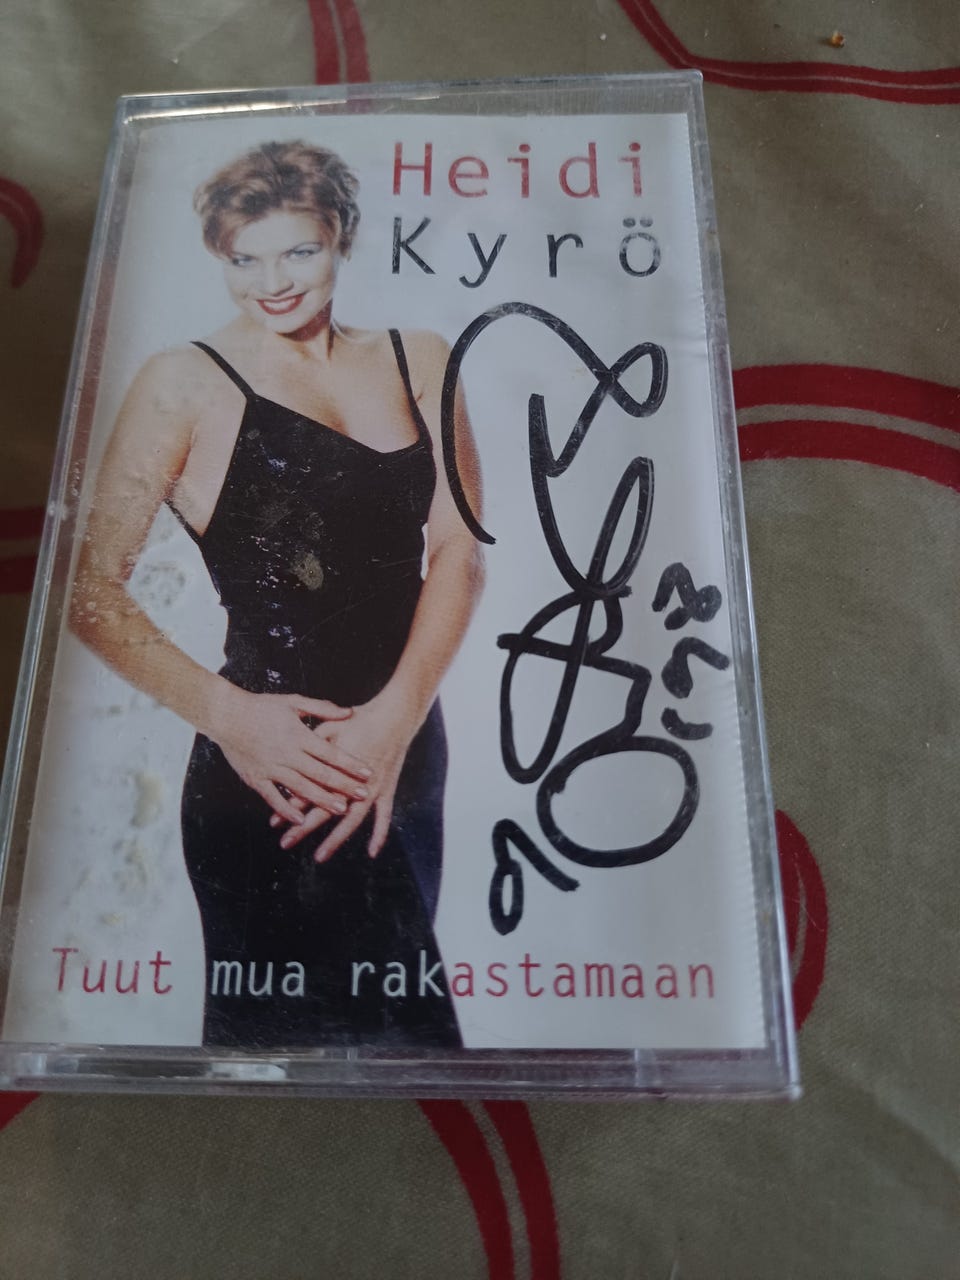 Heidi
Kyrö
Tuut mua rakastamaan